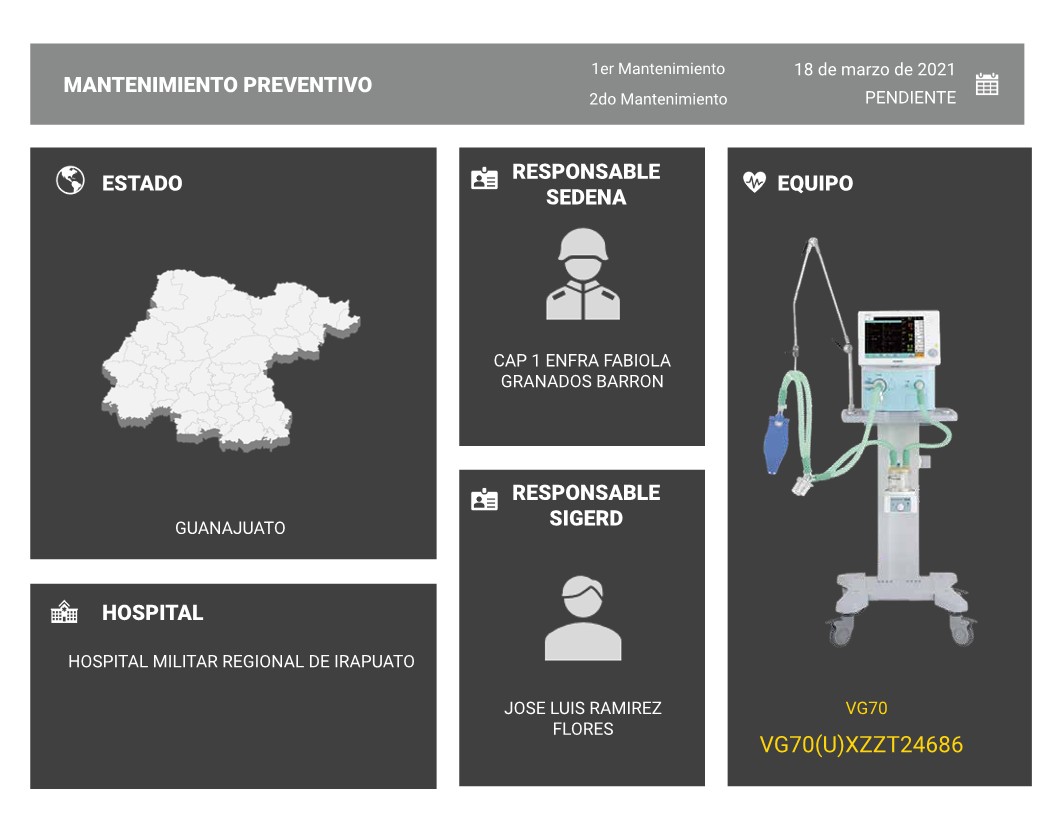 MANTENIMIENTO PREVENTIVO
1er Mantenimiento
18 de marzo de 2021
2do Mantenimiento
PENDIENTE
ESTADO
GUANAJUATO
HOSPITAL
HOSPITAL MILITAR REGIONAL DE IRAPUATO
RESPONSABLE
SEDENA
CAP 1 ENFRA FABIOLA
GRANADOS BARRON
RESPONSABLE
SIGERD
JOSE LUIS RAMIREZ
FLORES
EQUIPO
VG70
VG70(U)XZZT24686